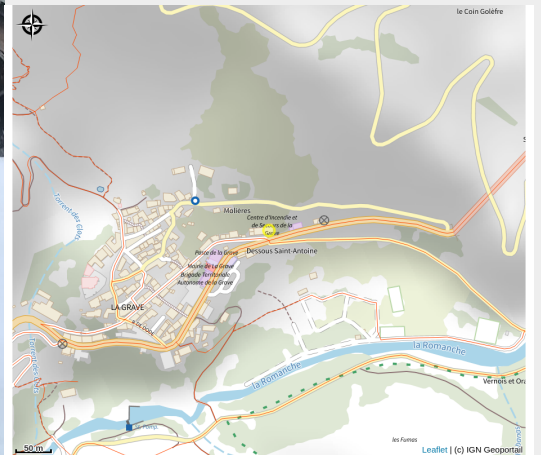 le Coin Golèfre
Torrent des Clos
Molières
Centre d'Incendie et
de Secours de la
Grave
Poste de la Grave
Dessous Saint-Antoine
Mairie de La Grave
Brigade Territoriale
Autonome de la Grave
LA GRAVE
la Romanche
la Romanche
Vernois et
les Fumas
50 m
Leaflet | (c) IGN Geoportail